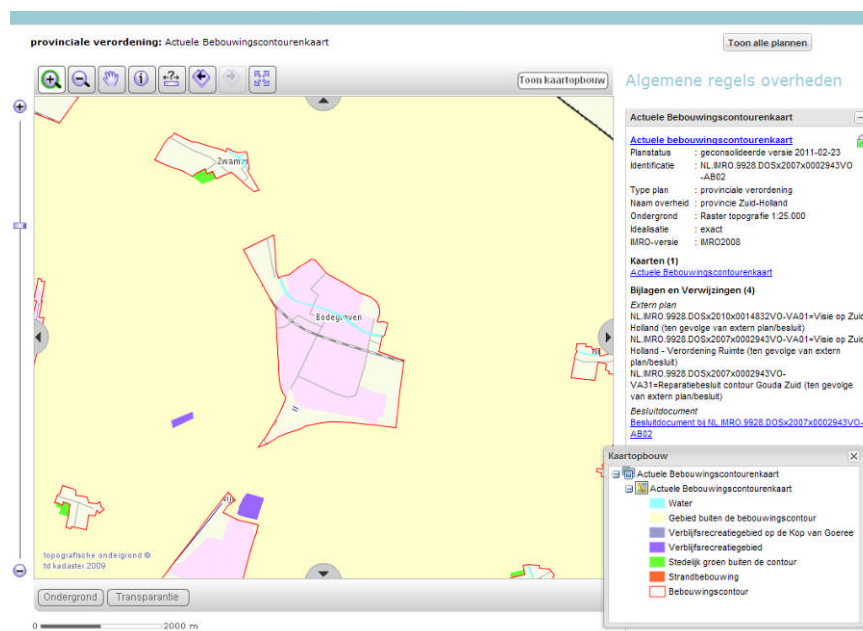 provinciale verordening: Actuele Bebouwingscontourenkaart
Toon alle plannen
Toon kaartopbouw
Algemene regels overheden
Zwamm
Bodegraven
topografische ondergrond ©
td kadaster 2009
Ondergrond
Transparantie
0
2000 m
Actuele Bebouwingscontourenkaart
Actuele bebouwingscontourenkaart
Planstatus : geconsolideerde versie 2011-02-23
Identificatie : NL.IMRO.9928.DOSx2007x0002943VO
-AB02
Type plan : provinciale verordening
Naam overheid : provincie Zuid-Holland
Ondergrond : Raster topografie 1:25.000
Idealisatie : exact
IMRO-versie : IMRO2008
Kaarten (1)
Actuele Bebouwingscontourenkaart
Bijlagen en Verwijzingen (4)
Extern plan
NL.IMRO.9928.DOSx2010x0014832VO-VA01=Visie op Zuid
Holland (ten gevolge van extern plan/besluit)
NL.IMRO.9928.DOSx2007x0002943VO-VA01=Visie op Zuid
Holland - Verordening Ruimte (ten gevolge van extern
plan/besluit)
NL.IMRO.9928.DOSx2007x0002943VO-
VA31=Reparatiebesluit contour Gouda Zuid (ten gevolge
van extern plan/besluit)
Besluitdocument
Besluitdocument bij NL.IMRO.9928.DOSx2007x0002943VO-
AB02
Kaartopbouw
Actuele Bebouwingscontourenkaart
Actuele Bebouwingscontourenkaart
Water
Gebied buiten de bebouwingscontour
Verblijfsrecreatiegebied op de Kop van Goeree
Verblijfsrecreatiegebied
Stedelijk groen buiten de contour
Strandbebouwing
Bebouwingscontour